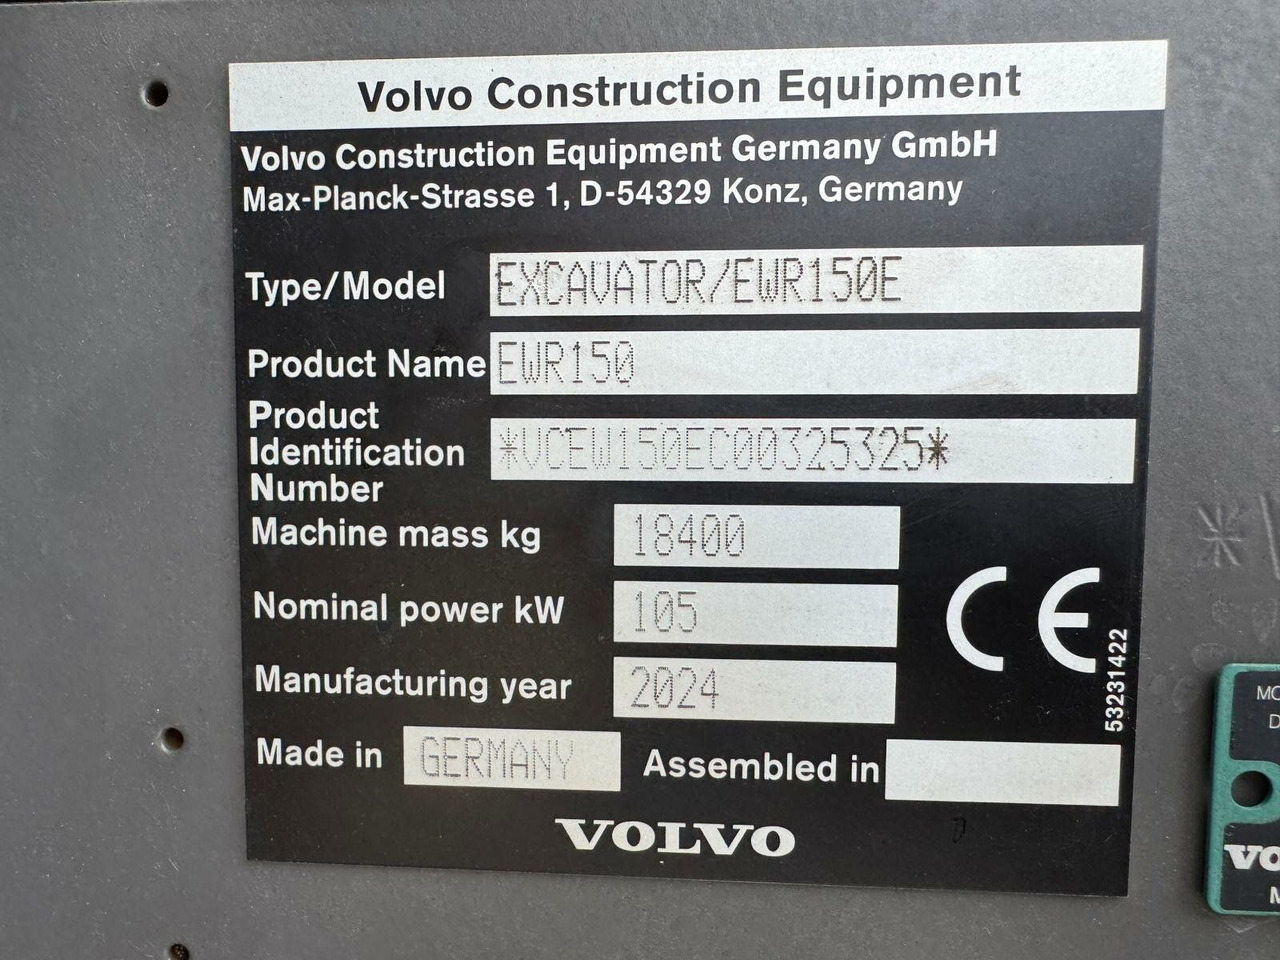 Volvo Construction Equipment
Volvo Construction Equipment Germany GmbH
Max-Planck-Strasse 1, D-54329 Konz, Germany
Type/Model EXCAVATOR/EWR150E
Product Name EWR150
Product
Identification *VCEW150EC00325325*
Number
Machine mass kg 18400
Nominal power kW 105
Manufacturing year 2024
Made in GERMANY Assembled in
CE
53231422
VOLVO